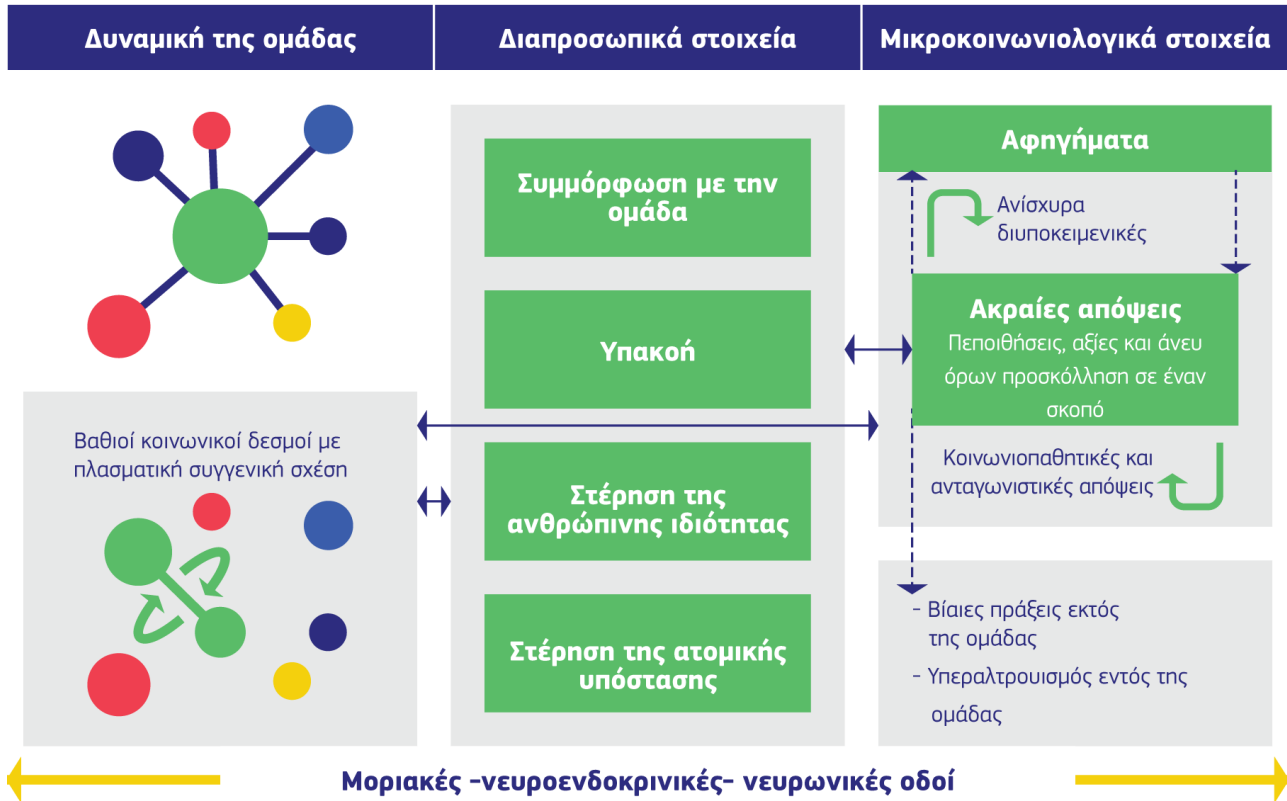 Δυναμική της ομάδας
Διαπροσωπικά στοιχεία
Μικροκοινωνιολογικά στοιχεία
Βαθιοί κοινωνικοί δεσμοί με
πλασματική συγγενική σχέση
Συμμόρφωση με την
ομάδα
Υπακοή
Στέρηση της
ανθρώπινης ιδιότητας
Στέρηση της ατομικής
υπόστασης
Αφηγήματα
Ανίσχυρα
διυποκειμενικές
Ακραίες απόψεις
Πεποιθήσεις, αξίες και άνευ
όρων προσκόλληση σε έναν
σκοπό
Κοινωνιοπαθητικές και
ανταγωνιστικές απόψεις
- Βίαιες πράξεις εκτός
της ομάδας
- Υπεραλτρουισμός εντός της
ομάδας
Μοριακές -νευροενδοκρινικές- νευρωνικές οδοί